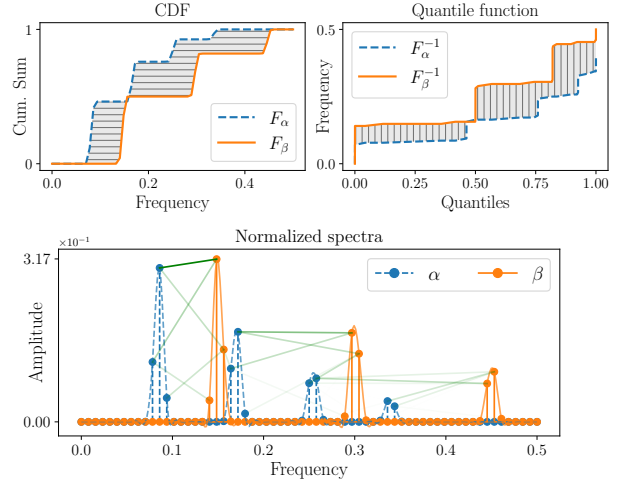 CDF
Cum. Sum
1
0
F_α
F_β
0.0 0.2 0.4
Frequency
Quantile function
Frequency
0.5
0.0
F_α^{-1}
F_β^{-1}
0.00 0.25 0.50 0.75 1.00
Quantiles
Normalized spectra
×10^{-1}
Amplitude
3.17
0.00
α β
0.0 0.1 0.2 0.3 0.4 0.5
Frequency